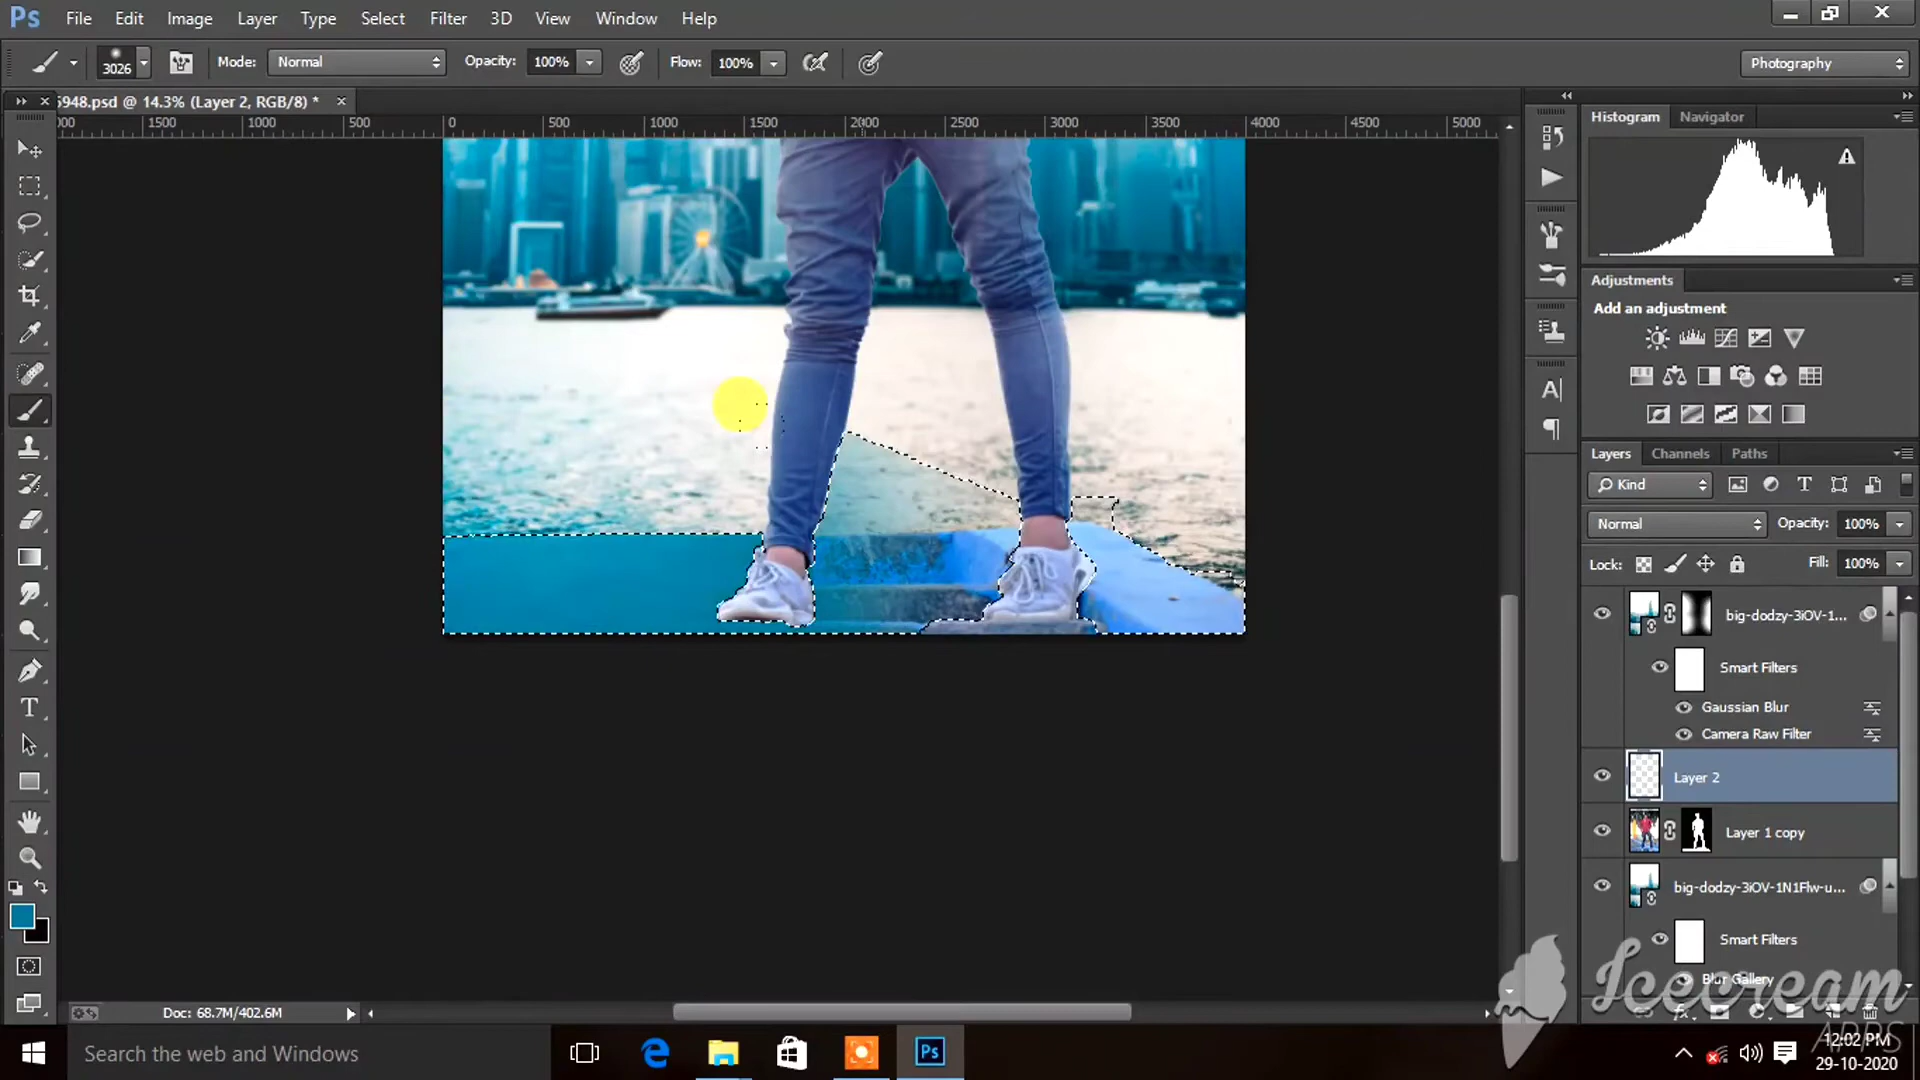 Ps File Edit Image Layer Type Select Filter 3D View Window Help
3026 Mode: Normal Opacity: 100% Flow: 100% Photography
5948.psd @ 14.3% (Layer 2, RGB/8) * ×
1500 1000 500 0 500 1000 1500 2000 2500 3000 3500 4000 4500 5000
Histogram Navigator
Adjustments
Add an adjustment
Layers Channels Paths
Kind
Normal Opacity: 100%
Lock: Fill: 100%
big-dodzy-3iOV-1...
Smart Filters
Gaussian Blur
Camera Raw Filter
Layer 2
Layer 1 copy
big-dodzy-3iOV-1N1Flw-u...
Smart Filters
Blur Gallery
Icecream
APPS
Doc: 68.7M/402.6M
Search the web and Windows
Ps
12:02 PM
29-10-2020